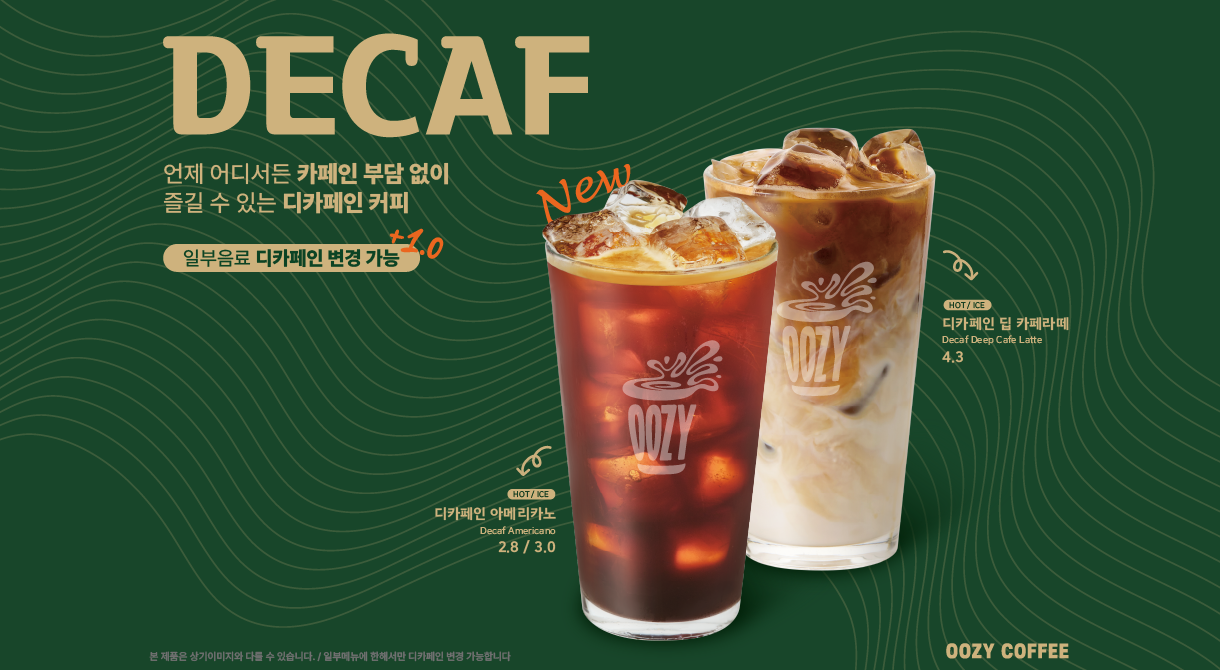 DECAF
언제 어디서든 카페인 부담 없이
즐길 수 있는 디카페인 커피
일부음료 디카페인 변경 가능
+1.0
New
OOZY
OOZY
HOT / ICE
디카페인 딥 카페라떼
Decaf Deep Cafe Latte
4.3
HOT / ICE
디카페인 아메리카노
Decaf Americano
2.8 / 3.0
본 제품은 상기이미지와 다를 수 있습니다. / 일부메뉴에 한해서만 디카페인 변경 가능합니다
OOZY COFFEE